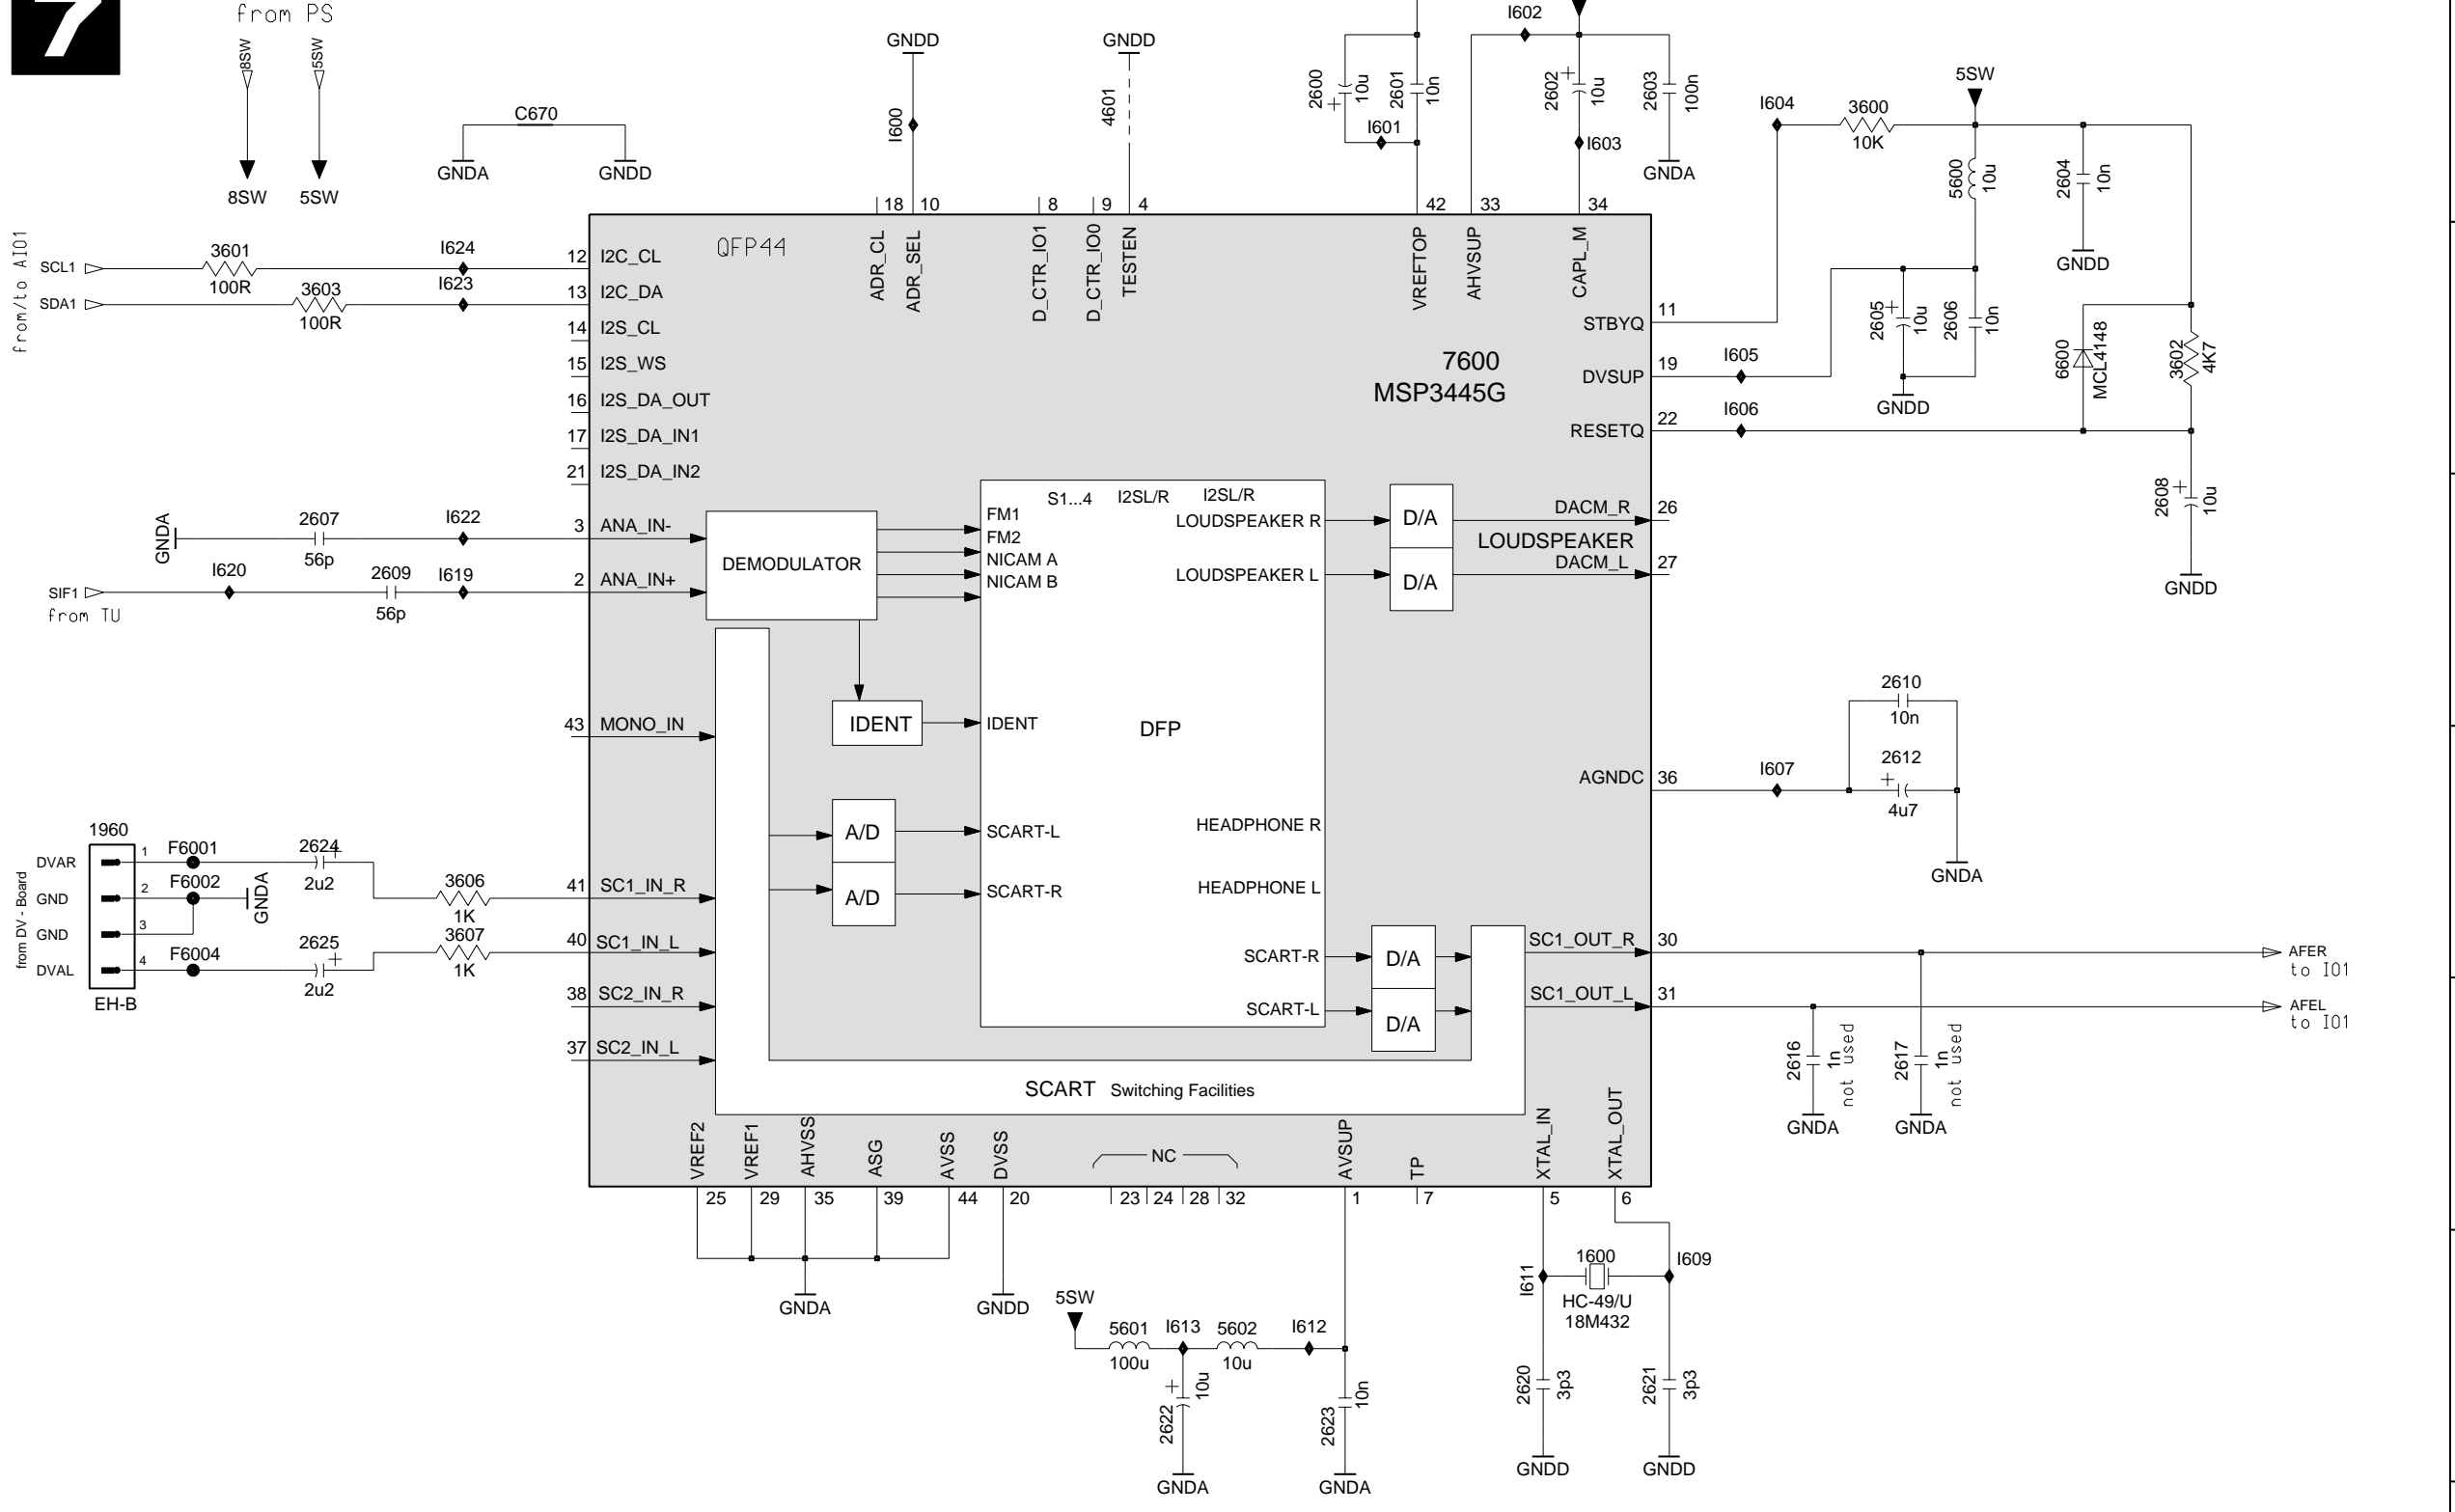 7
from PS
8SW
5SW
8SW
5SW
C670
GNDA
GNDD
GNDD
I600
GNDD
4601
2600
10u
2601
10n
I601
I602
2602
10u
I603
2603
100n
GNDA
I604
3600
10K
5SW
5600
10u
2604
10n
GNDD
2605
10u
2606
10n
GNDD
6600
MCL4148
3602
4K7
2608
10u
GNDD
from/to AIO1
SCL1
3601
100R
I624
SDA1
3603
100R
I623
QFP44
18
10
8
9
4
42
33
34
ADR_CL
ADR_SEL
D_CTR_IO1
D_CTR_IO0
TESTEN
VREFTOP
AHVSUP
CAPL_M
12 I2C_CL
13 I2C_DA
14 I2S_CL
15 I2S_WS
16 I2S_DA_OUT
17 I2S_DA_IN1
21 I2S_DA_IN2
7600
MSP3445G
STBYQ 11
DVSUP 19
I605
RESETQ 22
I606
GNDA
2607
56p
I622
3 ANA_IN-
SIF1
from TU
I620
2609
56p
I619
2 ANA_IN+
DEMODULATOR
FM1
FM2
NICAM A
NICAM B
S1...4
I2SL/R
I2SL/R
LOUDSPEAKER R
LOUDSPEAKER L
D/A
D/A
DACM_R 26
LOUDSPEAKER
DACM_L 27
43 MONO_IN
IDENT
IDENT
DFP
AGNDC 36
I607
2610
10n
2612
4u7
GNDA
A/D
A/D
SCART-L
SCART-R
HEADPHONE R
HEADPHONE L
SCART-R
SCART-L
D/A
D/A
from DV - Board
1960
DVAR
GND
GND
DVAL
1
2
3
4
EH-B
F6001
F6002
F6004
GNDA
2624
2u2
2625
2u2
3606
1K
3607
1K
41 SC1_IN_R
40 SC1_IN_L
38 SC2_IN_R
37 SC2_IN_L
SC1_OUT_R 30
SC1_OUT_L 31
AFER
to IO1
AFEL
to IO1
2616
1n
not used
GNDA
2617
1n
not used
GNDA
SCART Switching Facilities
VREF2
VREF1
AHVSS
ASG
AVSS
DVSS
NC
AVSUP
TP
XTAL_IN
XTAL_OUT
25
29
35
39
44
20
23
24
28
32
1
7
5
6
GNDA
GNDD
5SW
5601
100u
I613
5602
10u
I612
2622
10u
GNDA
2623
10n
GNDA
I611
1600
HC-49/U
18M432
I609
2620
3p3
GNDD
2621
3p3
GNDD